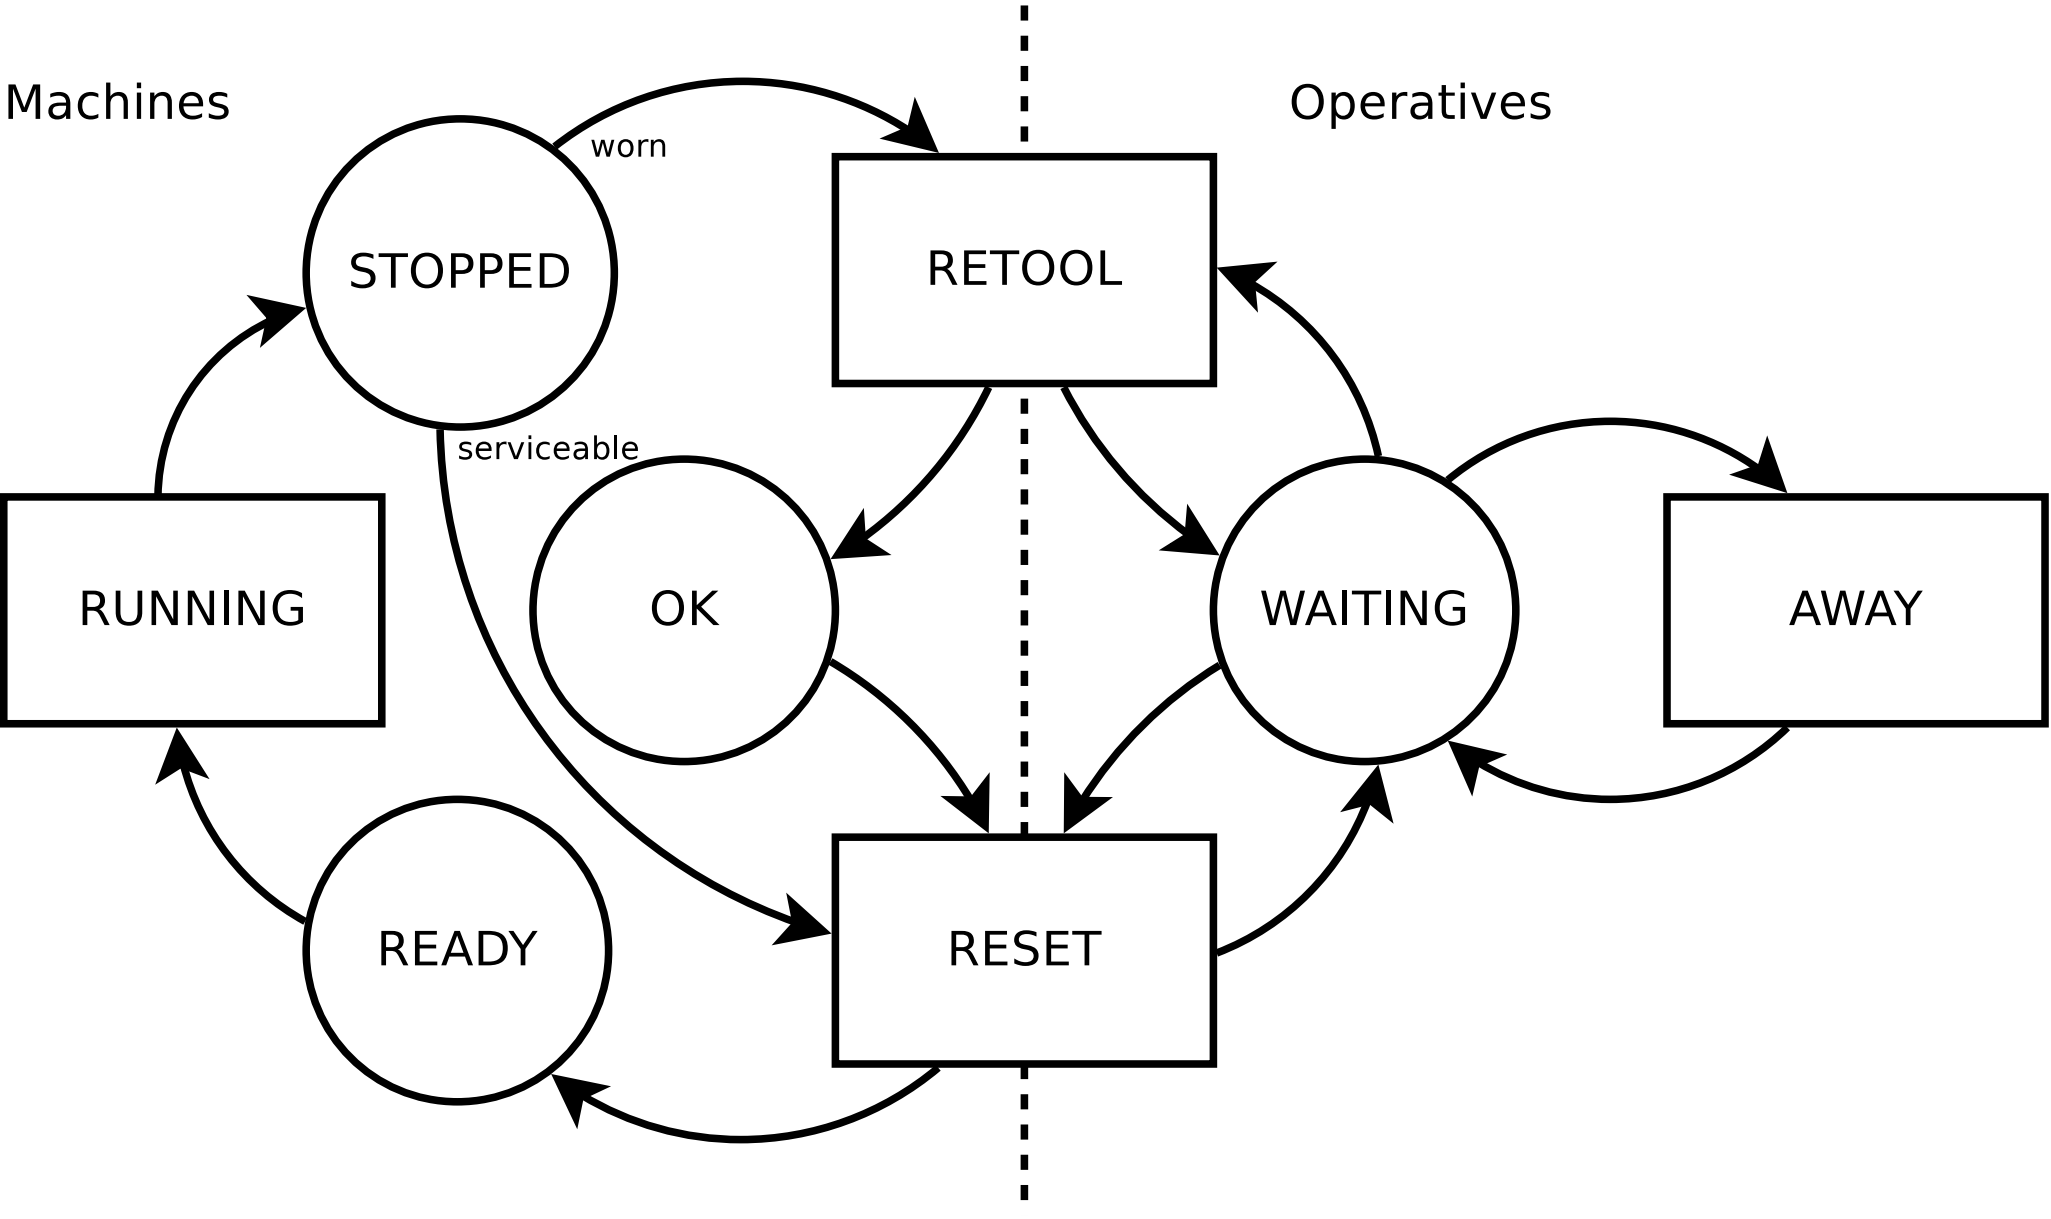 Machines
Operatives
worn
STOPPED
RETOOL
serviceable
RUNNING
OK
WAITING
AWAY
READY
RESET